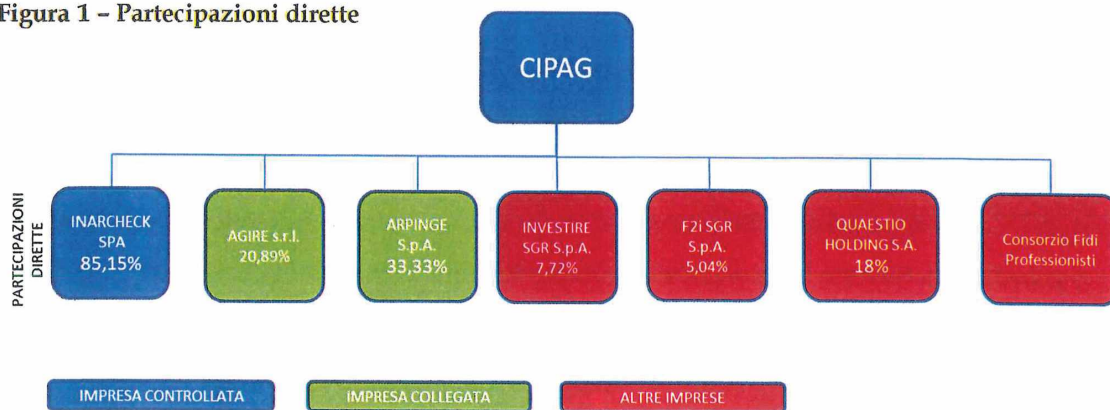 Figura 1 – Partecipazioni dirette
CIPAG
PARTECIPAZIONI
DIRETTE
INARCHECK
SPA
85,15%
AGIRE s.r.l.
20,89%
ARPINGE
S.p.A.
33,33%
INVESTIRE
SGR S.p.A.
7,72%
F2i SGR
S.p.A.
5,04%
QUAESTIO
HOLDING S.A.
18%
Consorzio Fidi
Professionisti
IMPRESA CONTROLLATA
IMPRESA COLLEGATA
ALTRE IMPRESE